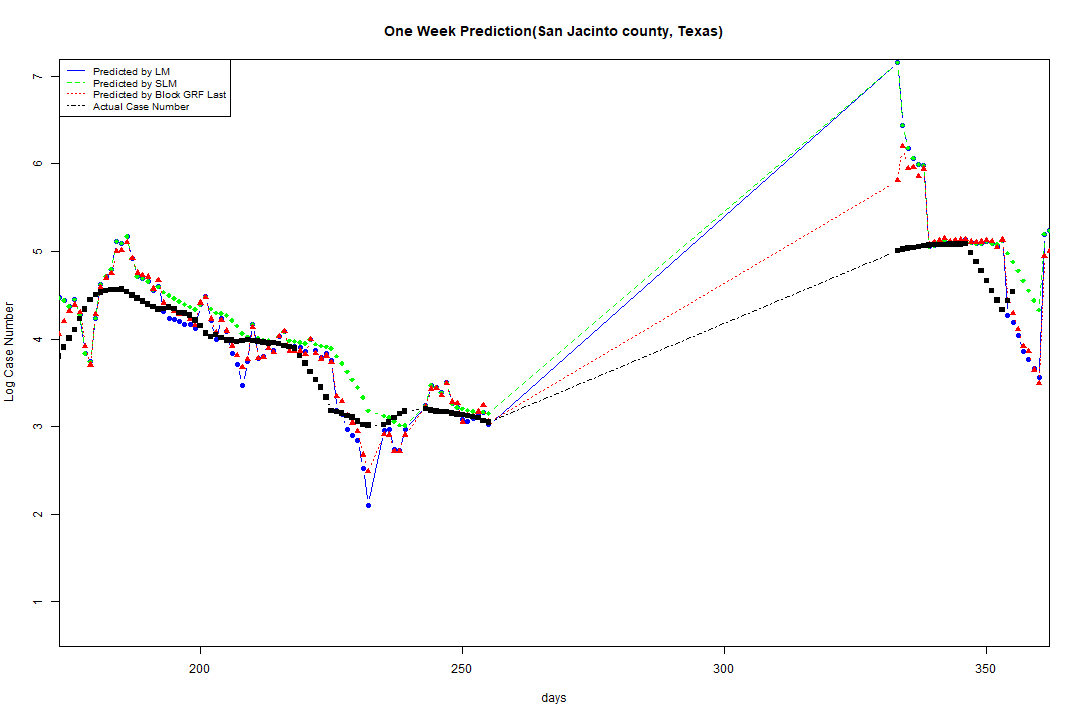 One Week Prediction(San Jacinto county, Texas)
Predicted by LM
Predicted by SLM
Predicted by Block GRF Last
Actual Case Number
7
6
5
4
3
2
1
Log Case Number
200
250
300
350
days